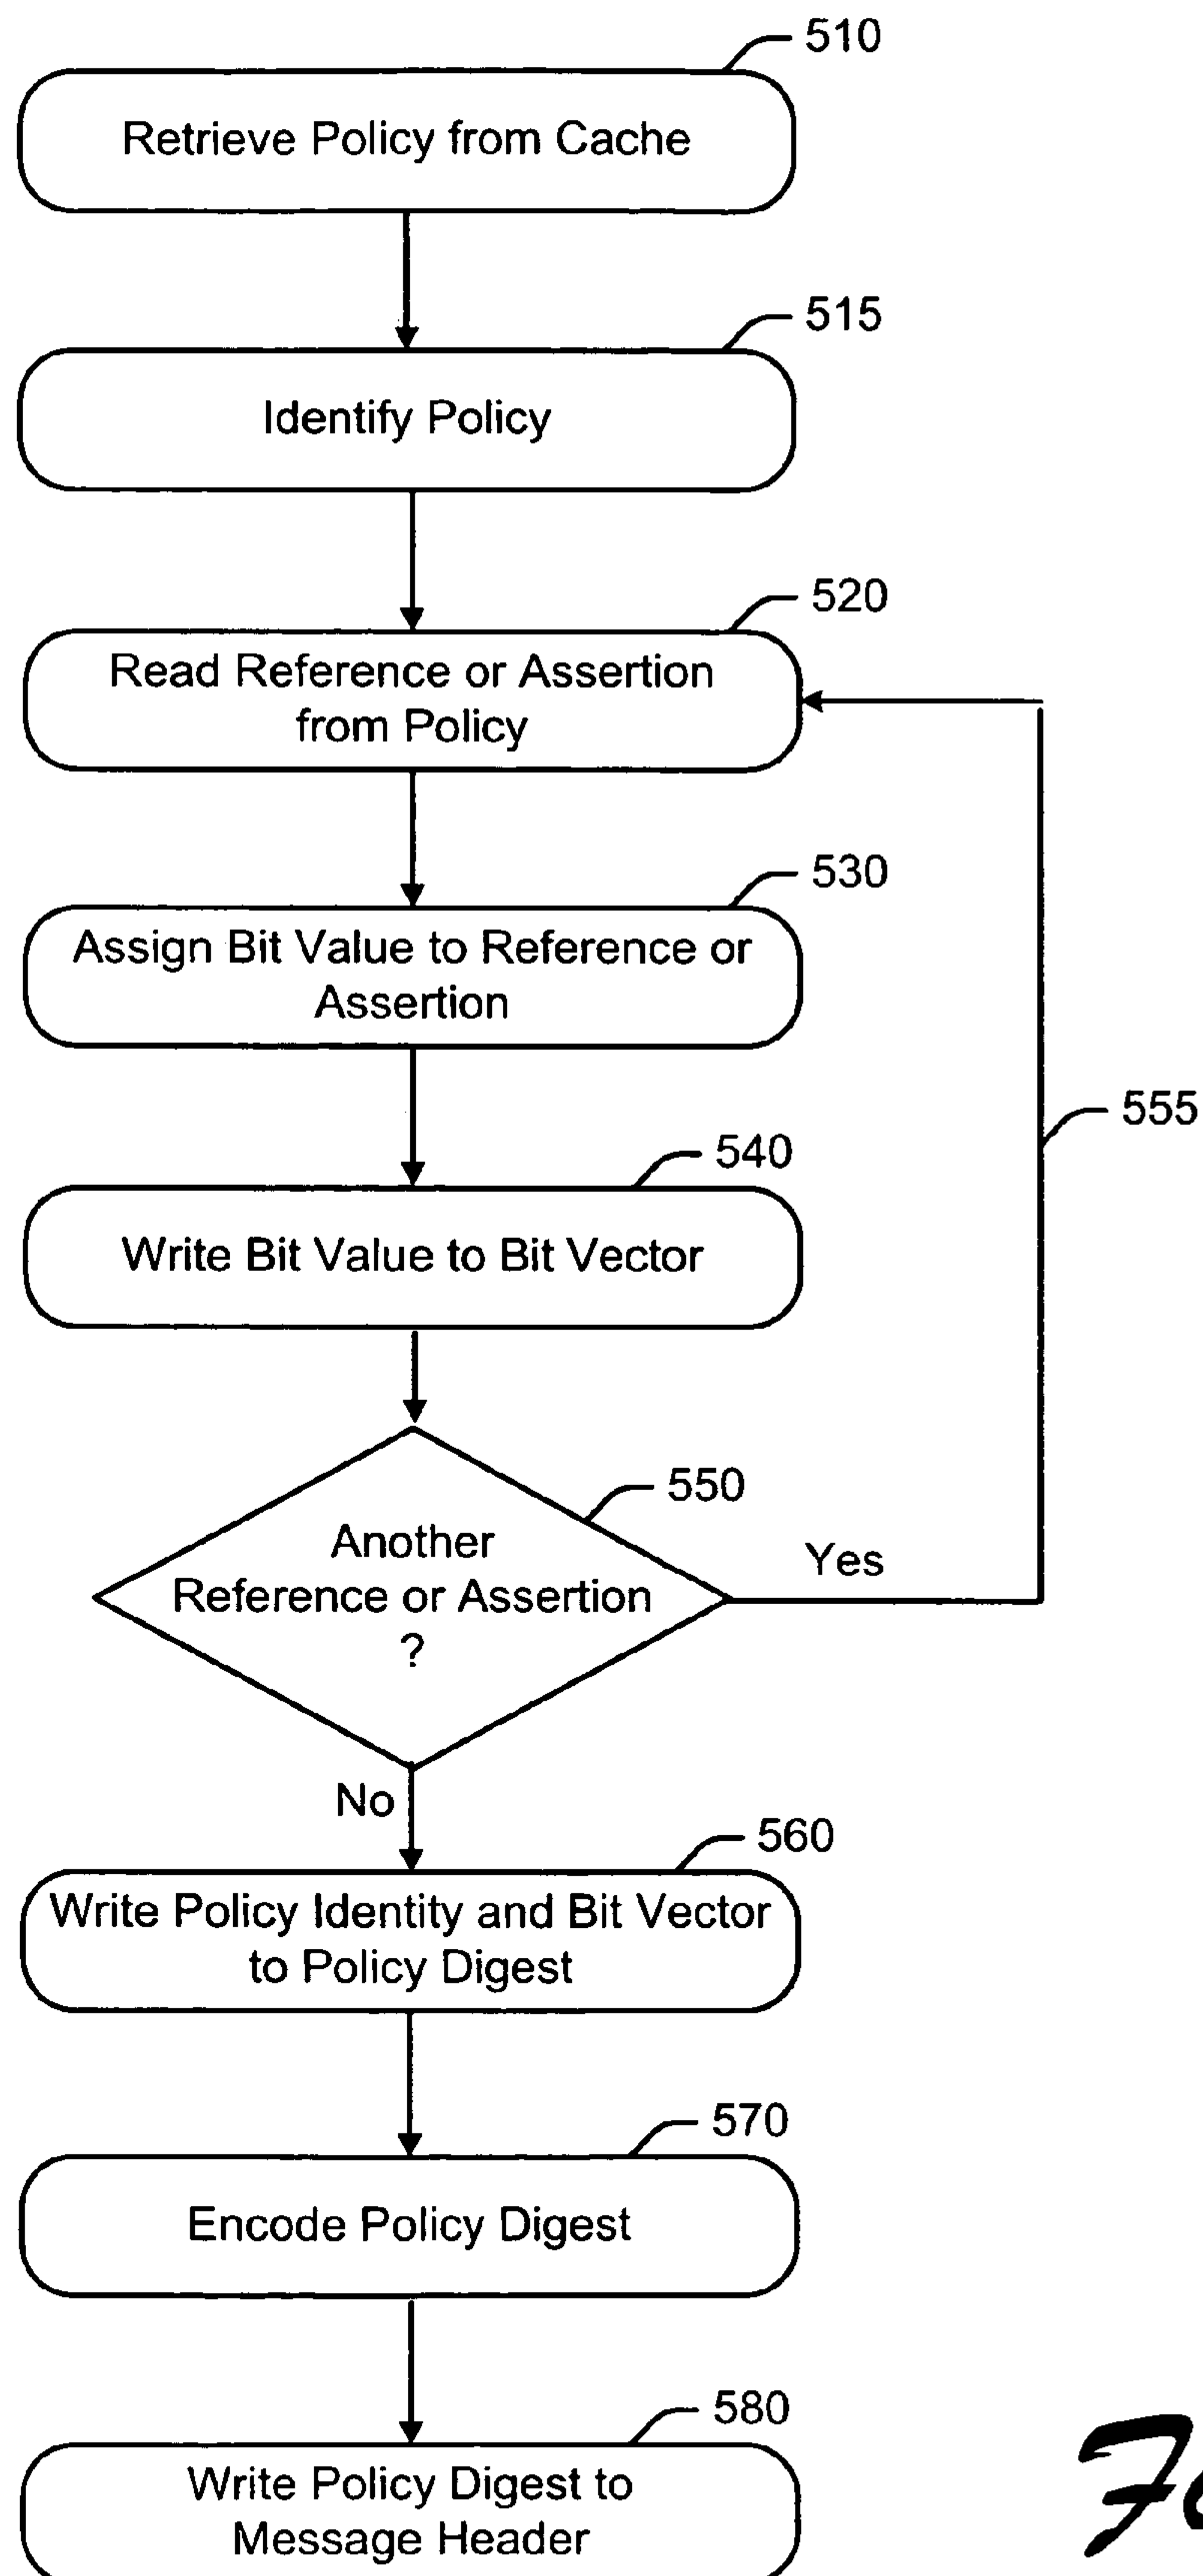 510
Retrieve Policy from Cache
515
Identify Policy
520
Read Reference or Assertion
from Policy
530
Assign Bit Value to Reference or
Assertion
555
540
Write Bit Value to Bit Vector
550
Another
Reference or Assertion
?
Yes
No
560
Write Policy Identity and Bit Vector
to Policy Digest
570
Encode Policy Digest
580
Write Policy Digest to
Message Header